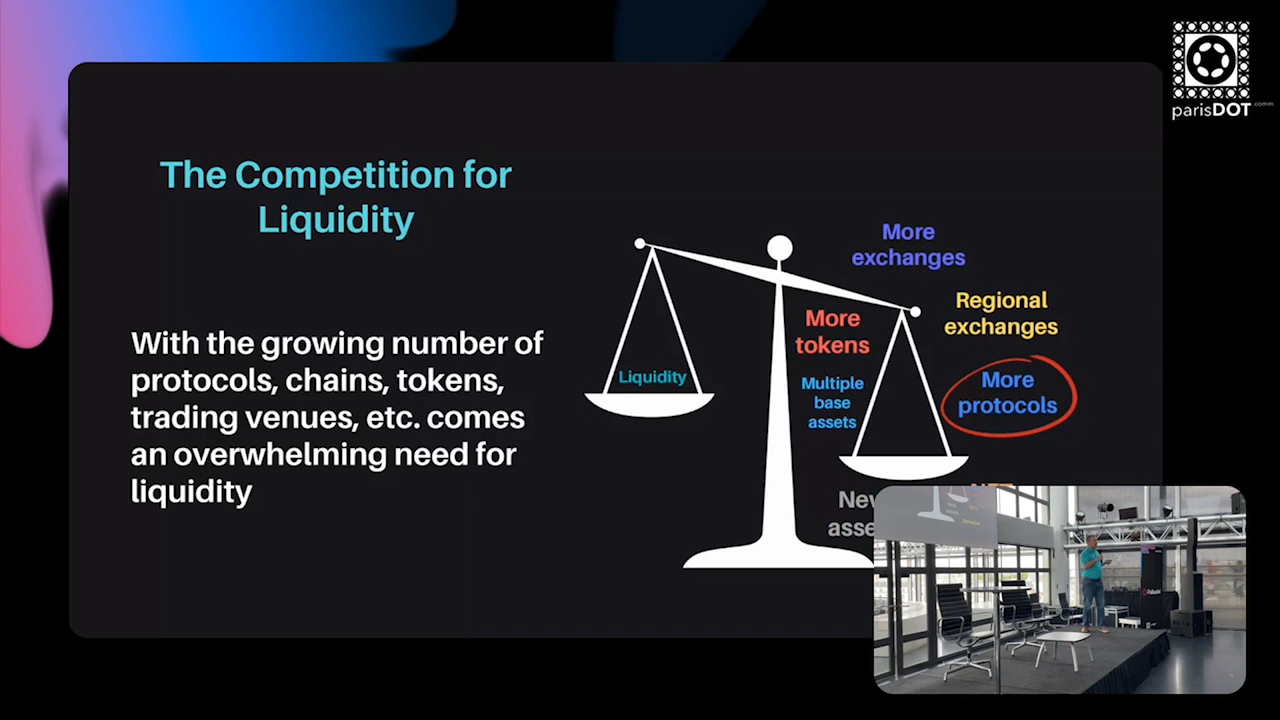 parisDOT.comm
The Competition for
Liquidity
With the growing number of
protocols, chains, tokens,
trading venues, etc. comes
an overwhelming need for
liquidity
More
exchanges
Regional
exchanges
More
tokens
More
protocols
Liquidity
Multiple
base
assets